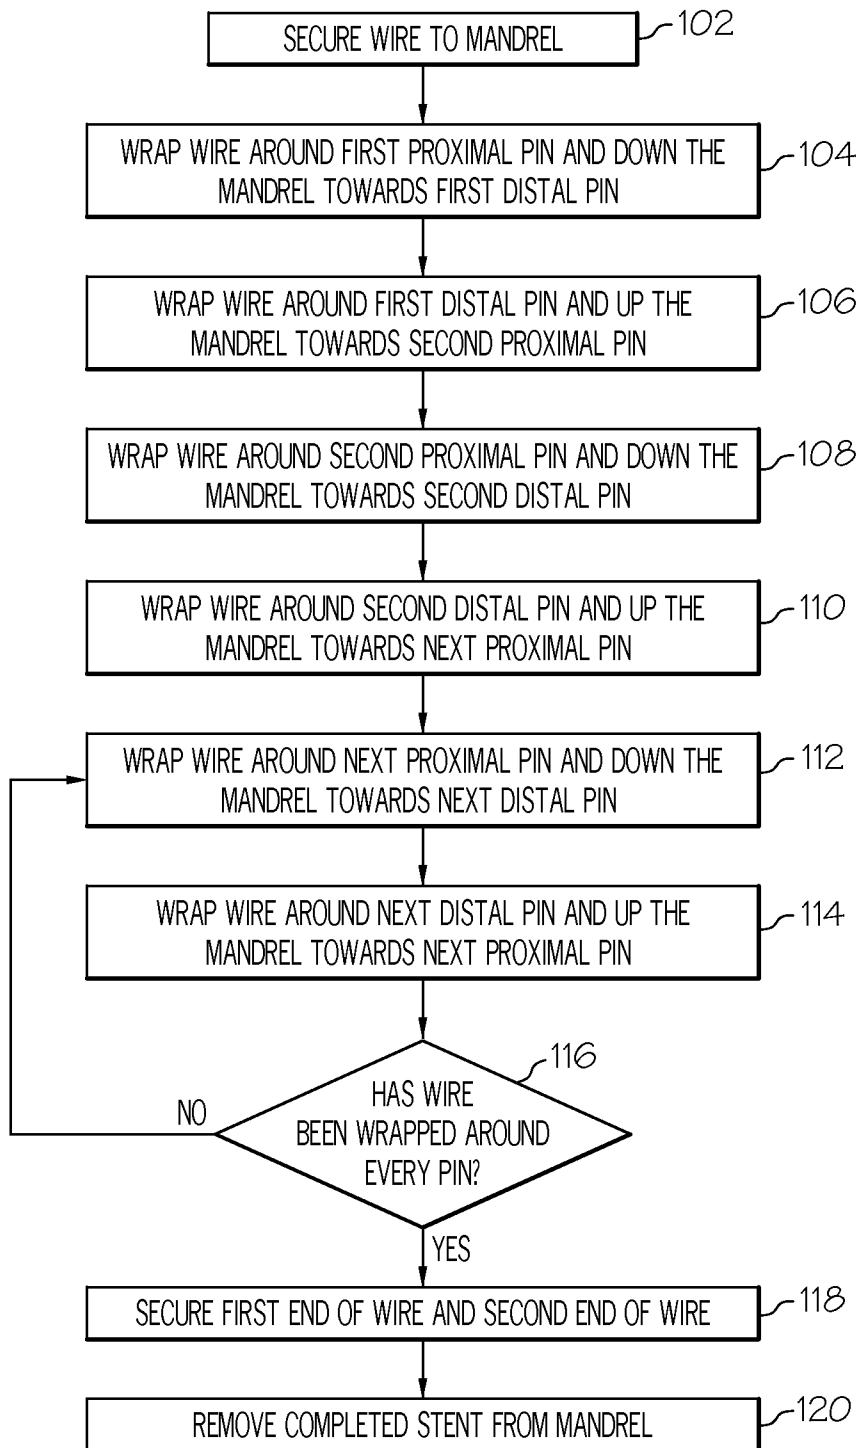 SECURE WIRE TO MANDREL
102
WRAP WIRE AROUND FIRST PROXIMAL PIN AND DOWN THE
MANDREL TOWARDS FIRST DISTAL PIN
104
WRAP WIRE AROUND FIRST DISTAL PIN AND UP THE
MANDREL TOWARDS SECOND PROXIMAL PIN
106
WRAP WIRE AROUND SECOND PROXIMAL PIN AND DOWN THE
MANDREL TOWARDS SECOND DISTAL PIN
108
WRAP WIRE AROUND SECOND DISTAL PIN AND UP THE
MANDREL TOWARDS NEXT PROXIMAL PIN
110
WRAP WIRE AROUND NEXT PROXIMAL PIN AND DOWN THE
MANDREL TOWARDS NEXT DISTAL PIN
112
WRAP WIRE AROUND NEXT DISTAL PIN AND UP THE
MANDREL TOWARDS NEXT PROXIMAL PIN
114
116
HAS WIRE
BEEN WRAPPED AROUND
EVERY PIN?
NO
YES
SECURE FIRST END OF WIRE AND SECOND END OF WIRE
118
REMOVE COMPLETED STENT FROM MANDREL
120